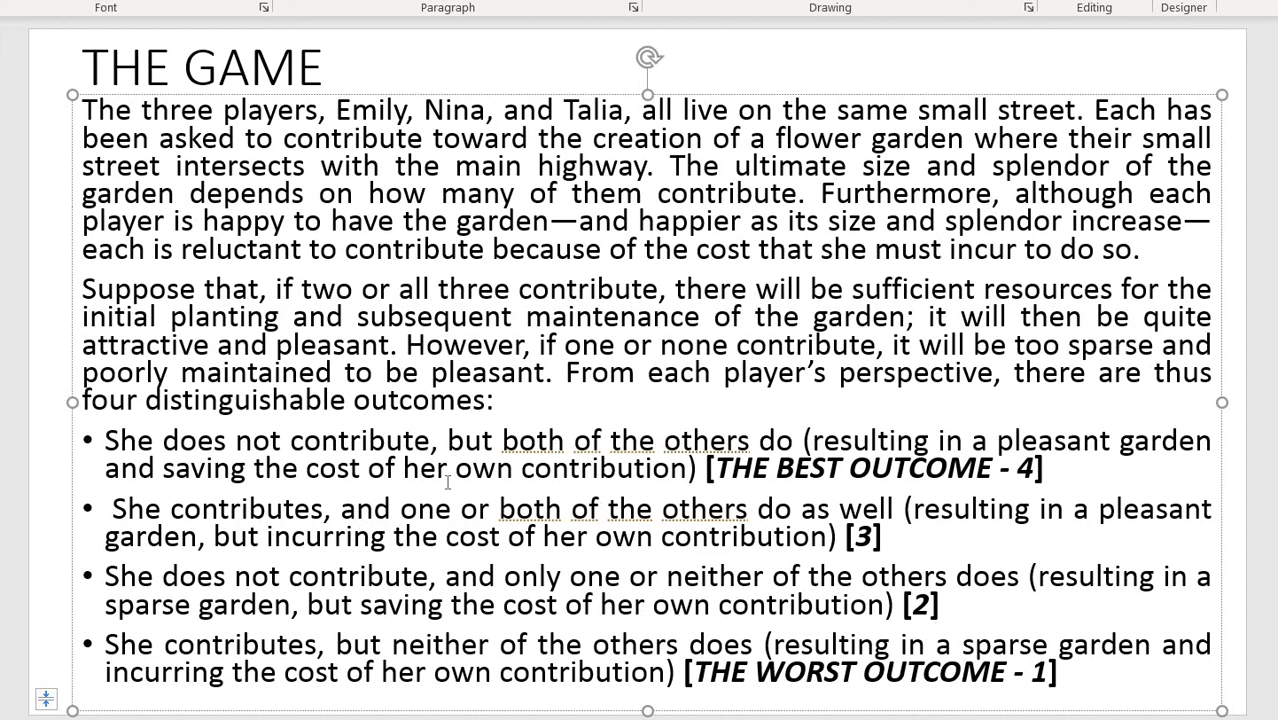 Font
Paragraph
Drawing
Editing
Designer
THE GAME
The three players, Emily, Nina, and Talia, all live on the same small street. Each has
been asked to contribute toward the creation of a flower garden where their small
street intersects with the main highway. The ultimate size and splendor of the
garden depends on how many of them contribute. Furthermore, although each
player is happy to have the garden—and happier as its size and splendor increase—
each is reluctant to contribute because of the cost that she must incur to do so.
Suppose that, if two or all three contribute, there will be sufficient resources for the
initial planting and subsequent maintenance of the garden; it will then be quite
attractive and pleasant. However, if one or none contribute, it will be too sparse and
poorly maintained to be pleasant. From each player’s perspective, there are thus
four distinguishable outcomes:
• She does not contribute, but both of the others do (resulting in a pleasant garden
and saving the cost of her own contribution) [THE BEST OUTCOME - 4]
• She contributes, and one or both of the others do as well (resulting in a pleasant
garden, but incurring the cost of her own contribution) [3]
• She does not contribute, and only one or neither of the others does (resulting in a
sparse garden, but saving the cost of her own contribution) [2]
• She contributes, but neither of the others does (resulting in a sparse garden and
incurring the cost of her own contribution) [THE WORST OUTCOME - 1]